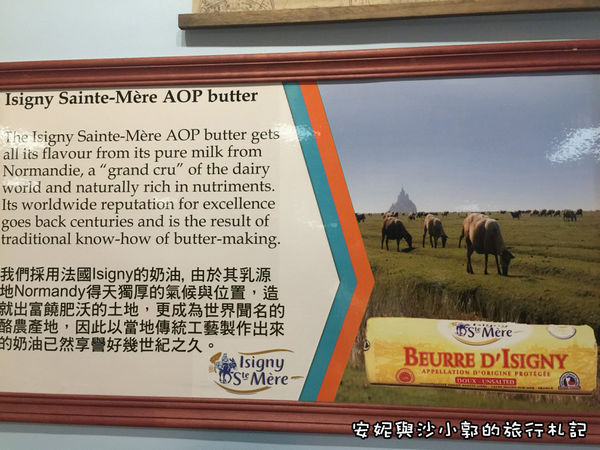 Isigny Sainte-Mère AOP butter
The Isigny Sainte-Mère AOP butter gets
all its flavour from its pure milk from
Normandie, a “grand cru” of the dairy
world and naturally rich in nutriments.
Its worldwide reputation for excellence
goes back centuries and is the result of
traditional know-how of butter-making.
我們採用法國Isigny的奶油, 由於其乳源
地Normandy得天獨厚的氣候與位置，造
就出富饒肥沃的土地，更成為世界聞名的
酪農產地，因此以當地傳統工藝製作出來
的奶油已然享譽好幾世紀之久。
Isigny
Ste Mère
Isigny
Ste Mère
BEURRE D'ISIGNY
APPELLATION D'ORIGINE PROTÉGÉE
DOUX - UNSALTED
安妮與沙小郭的旅行札記